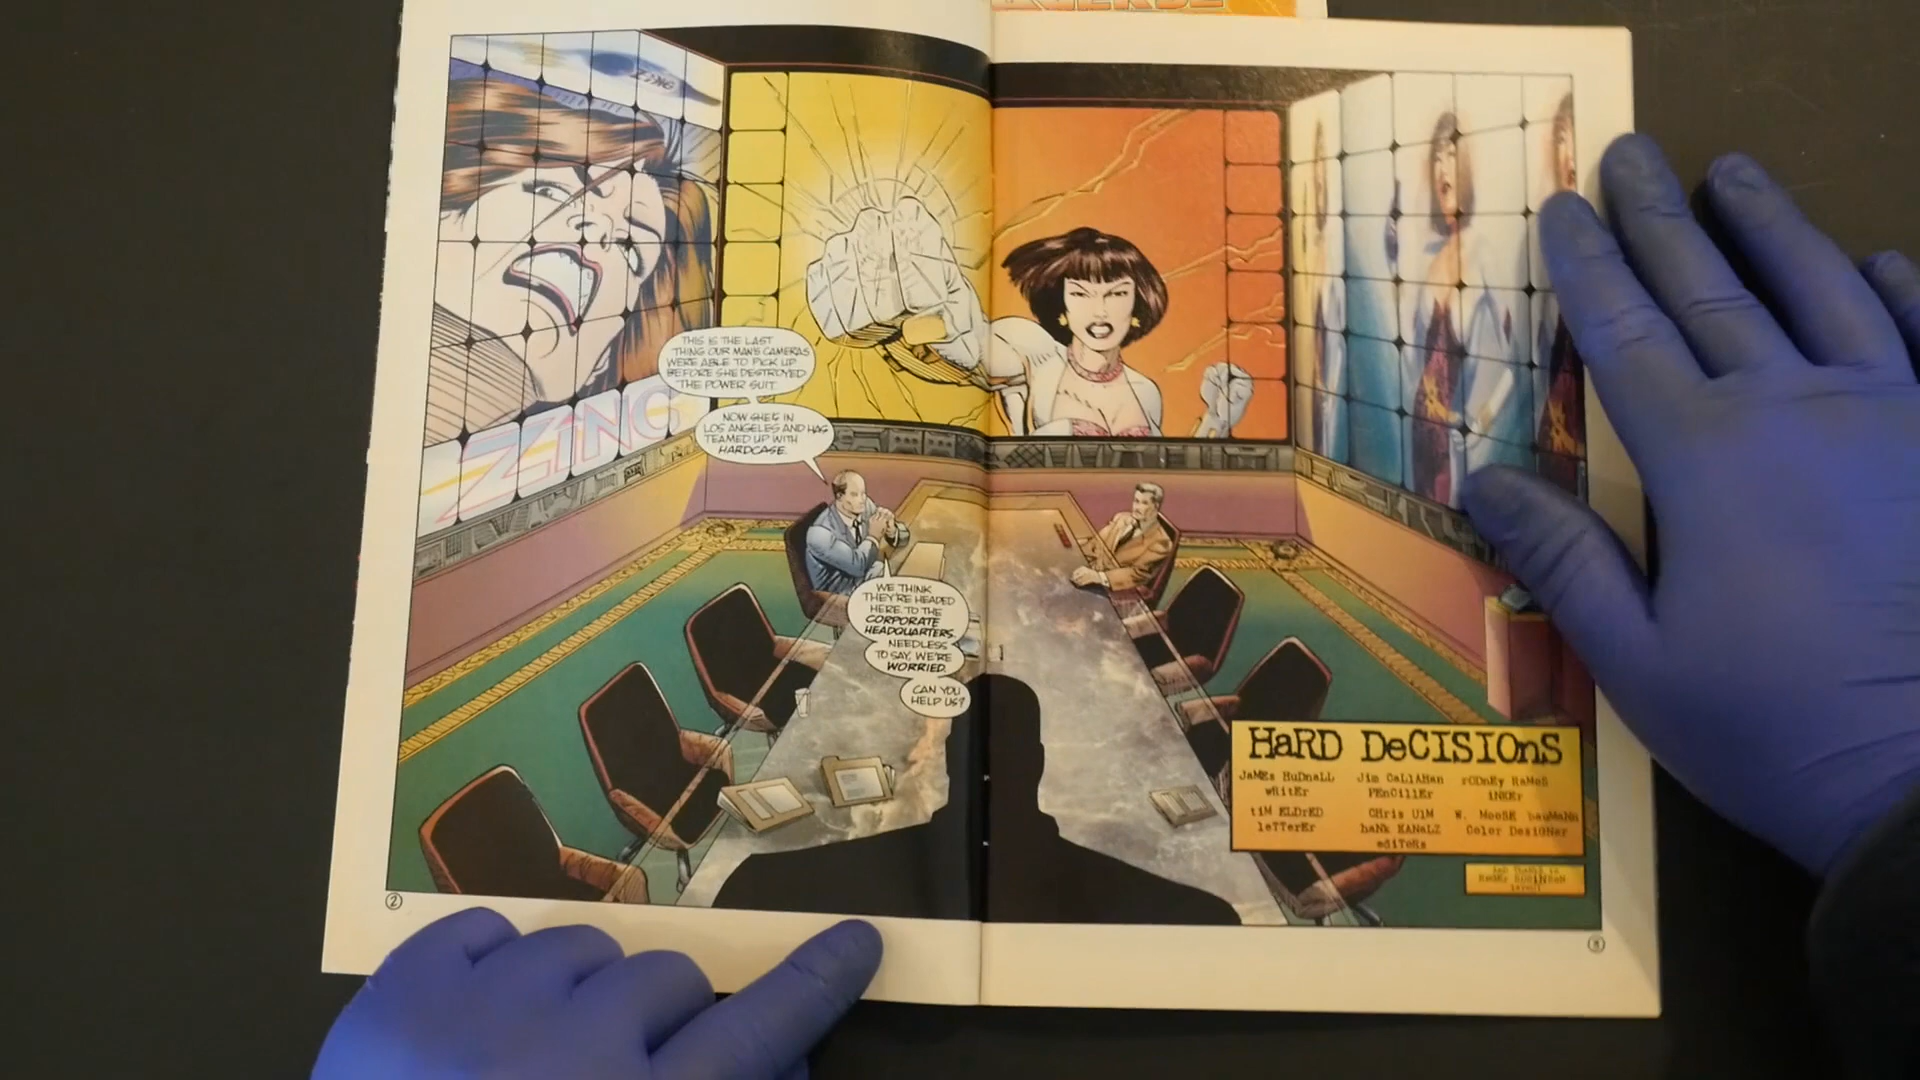 ZING
THIS IS THE LAST
THING OUR MAN'S CAMERAS
WERE ABLE TO PICK UP
BEFORE SHE DESTROYED
THE POWER SUIT.
ZING
NOW SHE'S IN
LOS ANGELES AND HAS
TEAMED UP WITH
HARDCASE.
WE THINK
THEY'RE HEADED
HERE. TO THE
CORPORATE
HEADQUARTERS.
NEEDLESS
TO SAY, WE'RE
WORRIED.
CAN YOU
HELP US?
HaRD DeCISIOnS
JaMEs HuDnaLL
wRitEr
Jim CaLLAHan
PEnCillEr
rODnEy RaMoS
iNKEr
tiM ELDrED
leTTerEr
CHris UlM
haNk KANaLZ
ediToRs
W. MooSE bauMaNn
Color DesiGNer
2
3